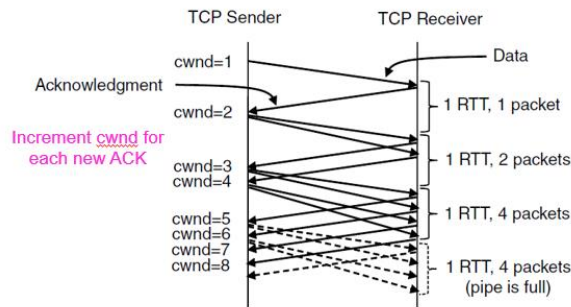 TCP Sender
TCP Receiver
cwnd=1
Data
Acknowledgment
1 RTT, 1 packet
cwnd=2
Increment cwnd for
each new ACK
1 RTT, 2 packets
cwnd=3
cwnd=4
1 RTT, 4 packets
cwnd=5
cwnd=6
cwnd=7
cwnd=8
1 RTT, 4 packets
(pipe is full)